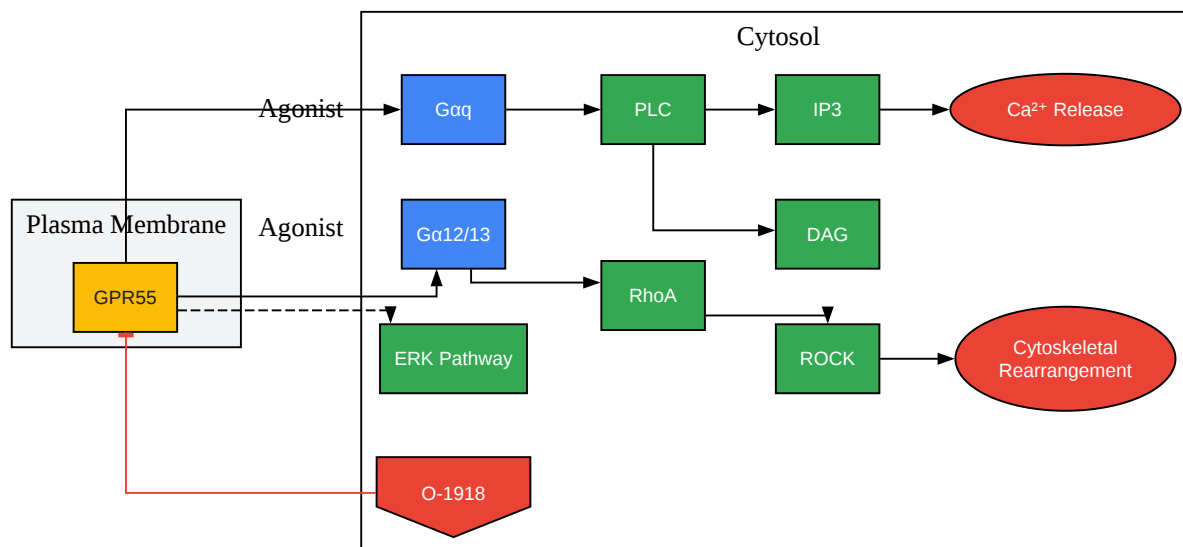 Cytosol
Agonist
Gαq
PLC
IP3
Ca²⁺ Release
Plasma Membrane
Agonist
Gα12/13
DAG
GPR55
RhoA
ERK Pathway
ROCK
Cytoskeletal
Rearrangement
O-1918